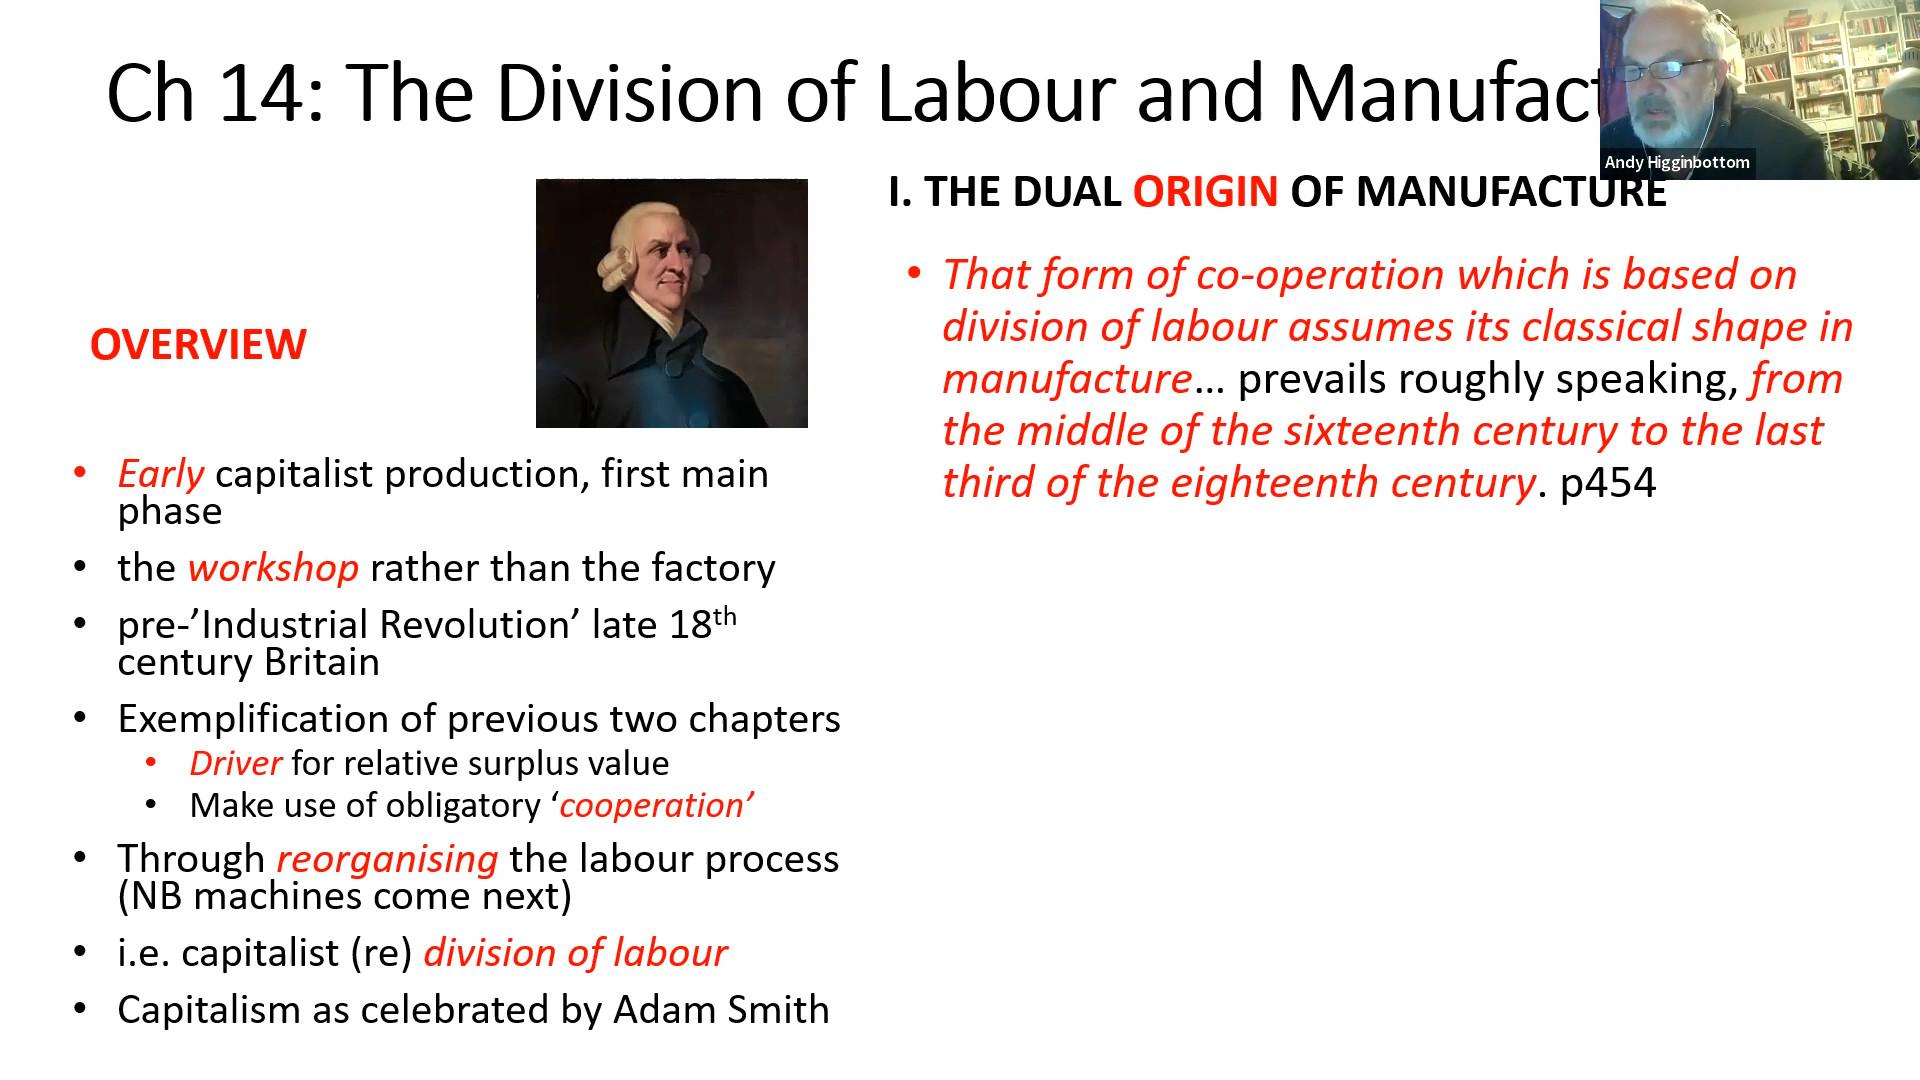 Ch 14: The Division of Labour and Manufact
Andy Higginbottom
OVERVIEW
• Early capitalist production, first main
phase
• the workshop rather than the factory
• pre-’Industrial Revolution’ late 18th
century Britain
• Exemplification of previous two chapters
• Driver for relative surplus value
• Make use of obligatory ‘cooperation’
• Through reorganising the labour process
(NB machines come next)
• i.e. capitalist (re) division of labour
• Capitalism as celebrated by Adam Smith
I. THE DUAL ORIGIN OF MANUFACTURE
• That form of co-operation which is based on
division of labour assumes its classical shape in
manufacture… prevails roughly speaking, from
the middle of the sixteenth century to the last
third of the eighteenth century. p454